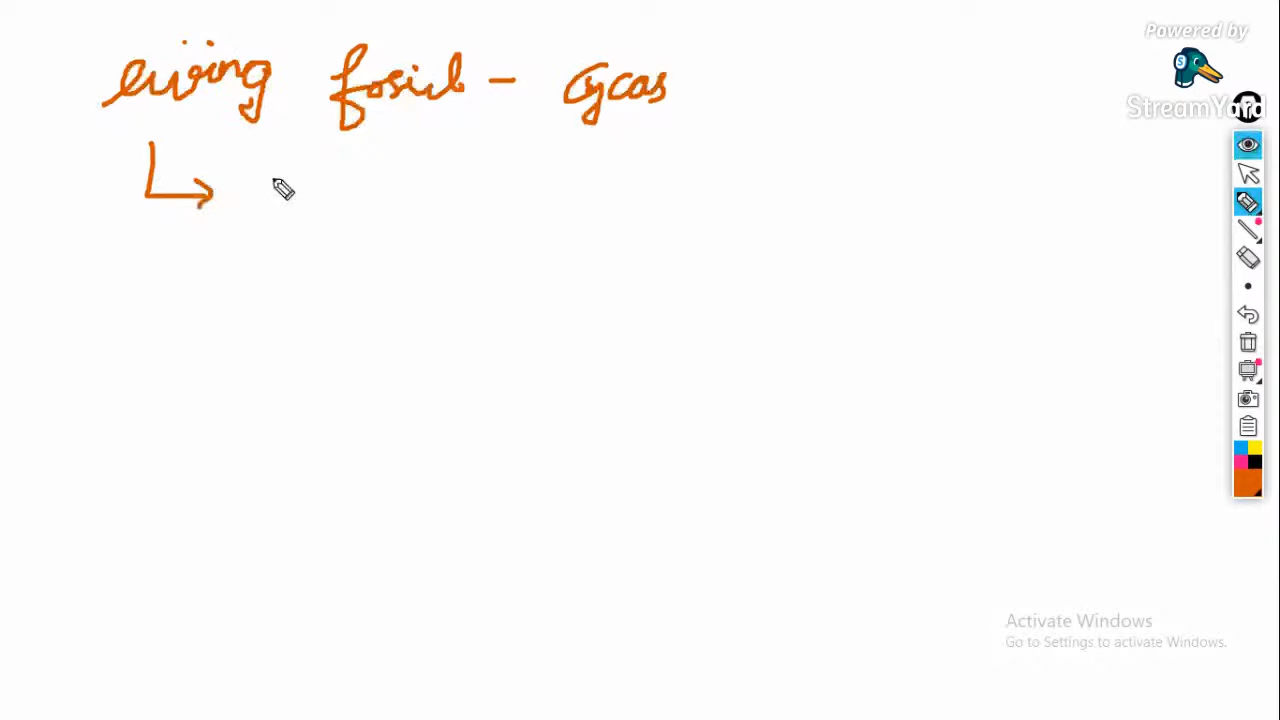 Powered by
StreamYard
living fosil - Cycas
Activate Windows
Go to Settings to activate Windows.